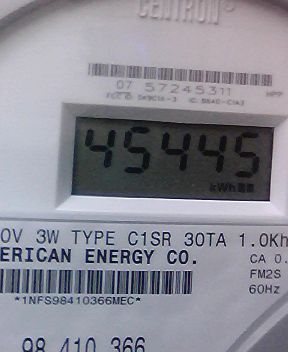 CENTRON®
07 57245311
45445
kWh
0V 3W TYPE C1SR 30TA 1.0Kh
ERICAN ENERGY CO.
CA 0.
FM2S
60Hz
*1NFS98410366MEC*
98 410 366